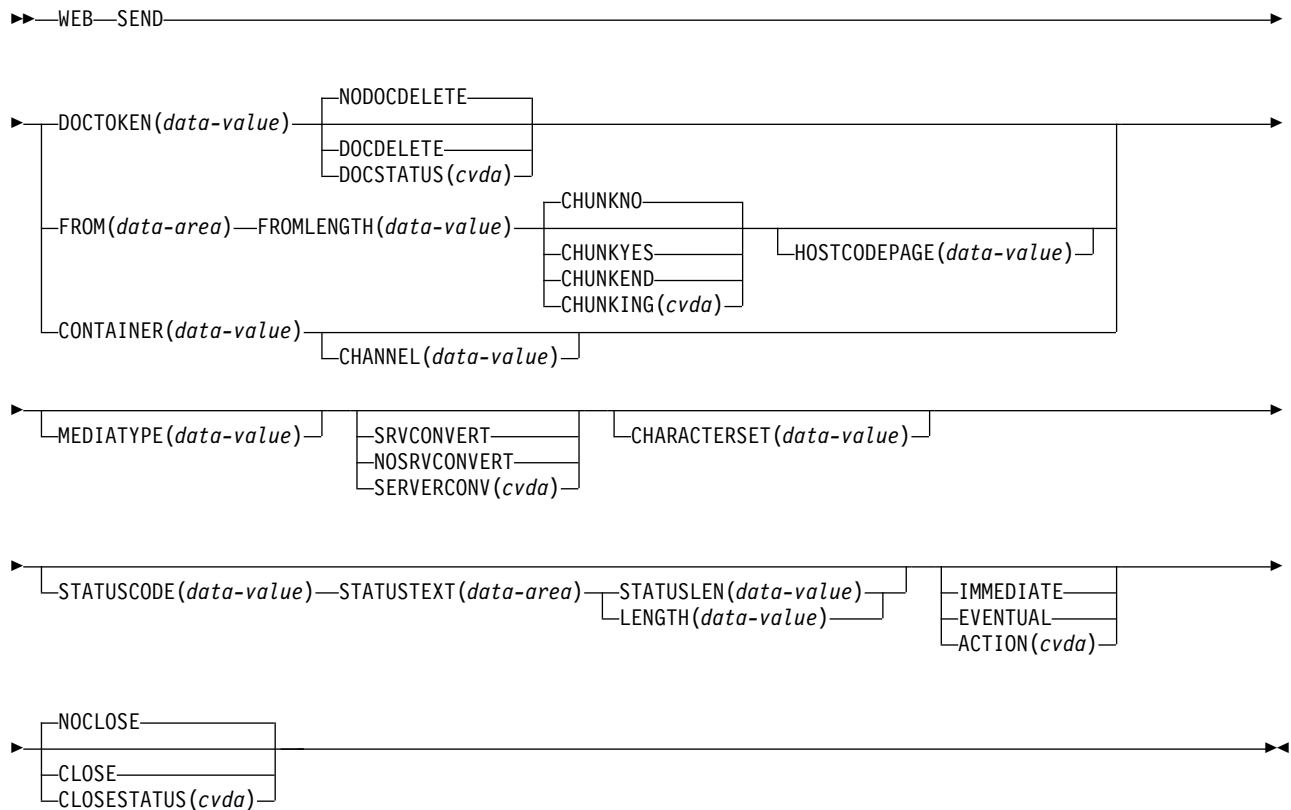 WEB SEND
NODOCDELETE
DOCTOKEN(data-value)
DOCDELETE
DOCSTATUS(cvda)
CHUNKNO
FROM(data-area) FROMLENGTH(data-value)
CHUNKYES
HOSTCODEPAGE(data-value)
CHUNKEND
CHUNKING(cvda)
CONTAINER(data-value)
CHANNEL(data-value)
MEDIATYPE(data-value) SRVCONVERT CHARACTERSET(data-value)
NOSRVCONVERT
SERVERCONV(cvda)
STATUSCODE(data-value) STATUSTEXT(data-area) STATUSLEN(data-value) IMMEDIATE
LENGTH(data-value) EVENTUAL
ACTION(cvda)
NOCLOSE
CLOSE
CLOSESTATUS(cvda)